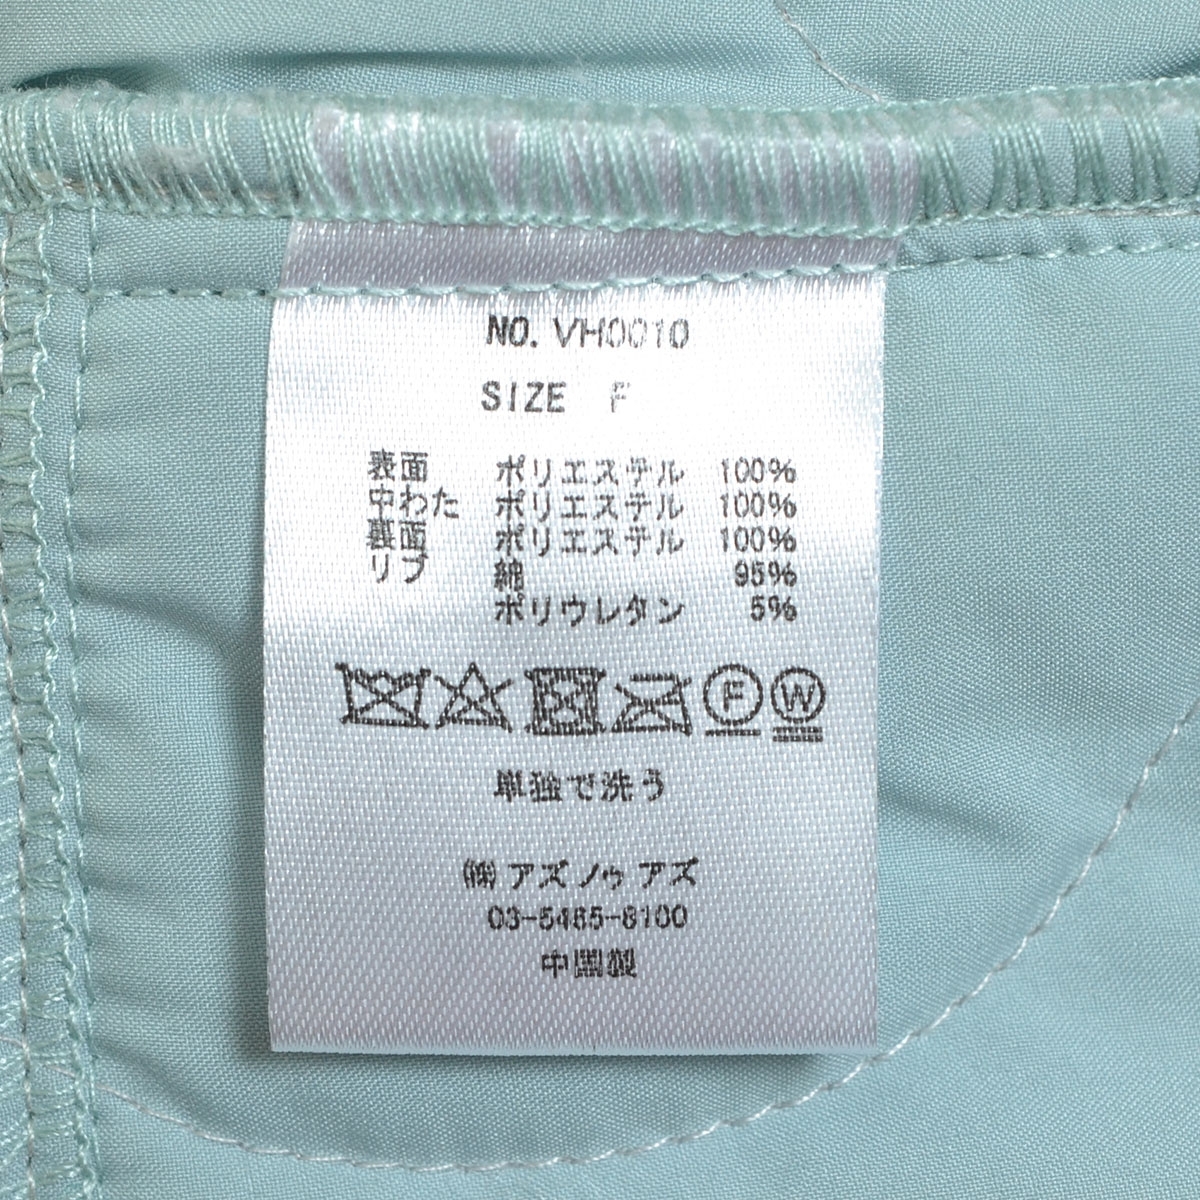 NO. VH0010
SIZE F
表面 ポリエステル 100%
中わた ポリエステル 100%
裏面 ポリエステル 100%
リブ 綿 95%
ポリウレタン 5%
F W
単独で洗う
㈱アズノゥアズ
03-5465-8100
中国製